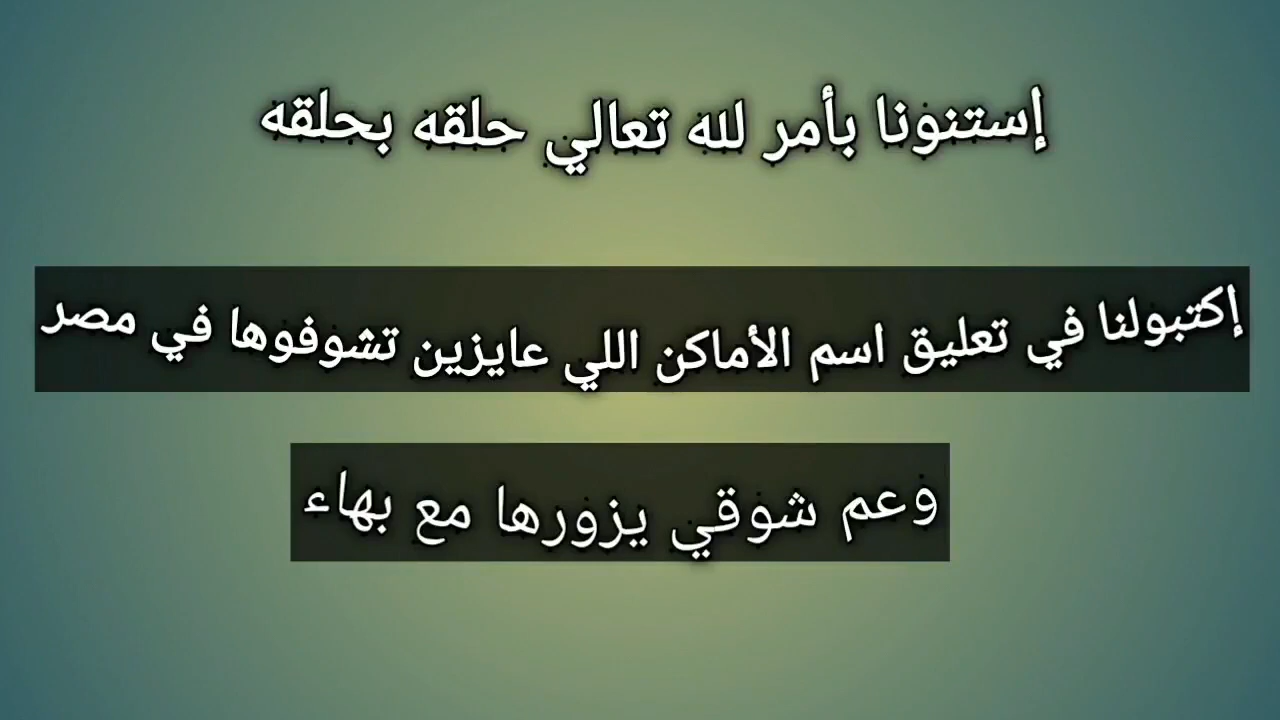 إستنونا بأمر لله تعالي حلقه بحلقه
إكتبولنا في تعليق اسم الأماكن اللي عايزين تشوفوها في مصر
وعم شوقي يزورها مع بهاء